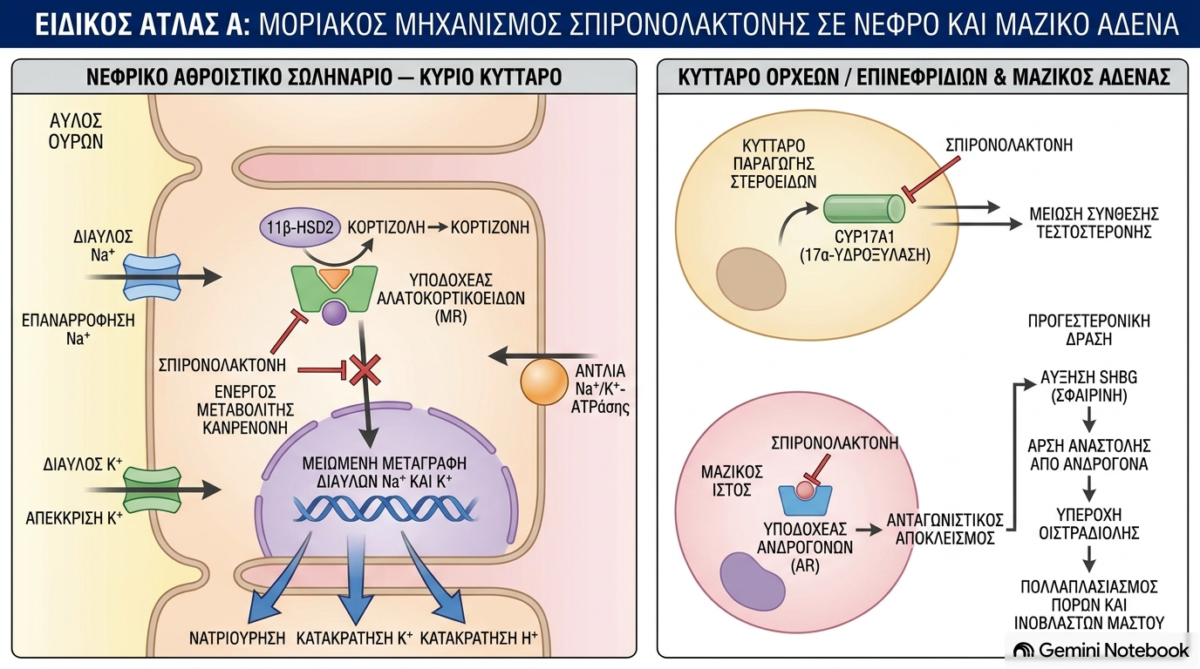 ΕΙΔΙΚΟΣ ΑΤΛΑΣ Α: ΜΟΡΙΑΚΟΣ ΜΗΧΑΝΙΣΜΟΣ ΣΠΙΡΟΝΟΛΑΚΤΟΝΗΣ ΣΕ ΝΕΦΡΟ ΚΑΙ ΜΑΖΙΚΟ ΑΔΕΝΑ
ΝΕΦΡΙΚΟ ΑΘΡΟΙΣΤΙΚΟ ΣΩΛΗΝΑΡΙΟ — ΚΥΡΙΟ ΚΥΤΤΑΡΟ
ΑΥΛΟΣ
ΟΥΡΩΝ
11β-HSD2
ΚΟΡΤΙΖΟΛΗ
ΚΟΡΤΙΖΟΝΗ
ΔΙΑΥΛΟΣ
Na⁺
ΥΠΟΔΟΧΕΑΣ
ΑΛΑΤΟΚΟΡΤΙΚΟΕΙΔΩΝ
(MR)
ΕΠΑΝΑΡΡΟΦΗΣΗ
Na⁺
ΣΠΙΡΟΝΟΛΑΚΤΟΝΗ
ΕΝΕΡΓΟΣ
ΜΕΤΑΒΟΛΙΤΗΣ
ΚΑΝΡΕΝΟΝΗ
ΑΝΤΛΙΑ
Na⁺/K⁺-
ATPάσης
ΔΙΑΥΛΟΣ K⁺
ΑΠΕΚΚΡΙΣΗ K⁺
ΜΕΙΩΜΕΝΗ ΜΕΤΑΓΡΑΦΗ
ΔΙΑΥΛΩΝ Na⁺ ΚΑΙ K⁺
ΝΑΤΡΙΟΥΡΗΣΗ
ΚΑΤΑΚΡΑΤΗΣΗ K⁺
ΚΑΤΑΚΡΑΤΗΣΗ H⁺
ΚΥΤΤΑΡΟ ΟΡΧΕΩΝ / ΕΠΙΝΕΦΡΙΔΙΩΝ & ΜΑΖΙΚΟΣ ΑΔΕΝΑΣ
ΚΥΤΤΑΡΟ
ΠΑΡΑΓΩΓΗΣ
ΣΤΕΡΟΕΙΔΩΝ
ΣΠΙΡΟΝΟΛΑΚΤΟΝΗ
CYP17A1
(17α-ΥΔΡΟΞΥΛΑΣΗ)
ΜΕΙΩΣΗ ΣΥΝΘΕΣΗΣ
ΤΕΣΤΟΣΤΕΡΟΝΗΣ
ΣΠΙΡΟΝΟΛΑΚΤΟΝΗ
ΜΑΖΙΚΟΣ
ΙΣΤΟΣ
ΥΠΟΔΟΧΕΑΣ
ΑΝΔΡΟΓΟΝΩΝ
(AR)
ΑΝΤΑΓΩΝΙΣΤΙΚΟΣ
ΑΠΟΚΛΕΙΣΜΟΣ
ΠΡΟΓΕΣΤΕΡΟΝΙΚΗ
ΔΡΑΣΗ
ΑΥΞΗΣΗ SHBG
(ΣΦΑΙΡΙΝΗ)
ΑΡΣΗ ΑΝΑΣΤΟΛΗΣ
ΑΠΟ ΑΝΔΡΟΓΟΝΑ
ΥΠΕΡΟΧΗ
ΟΙΣΤΡΑΔΙΟΛΗΣ
ΠΟΛΛΑΠΛΑΣΙΑΣΜΟΣ
ΠΟΡΩΝ ΚΑΙ
ΙΝΟΒΛΑΣΤΩΝ ΜΑΣΤΟΥ
Gemini Notebook